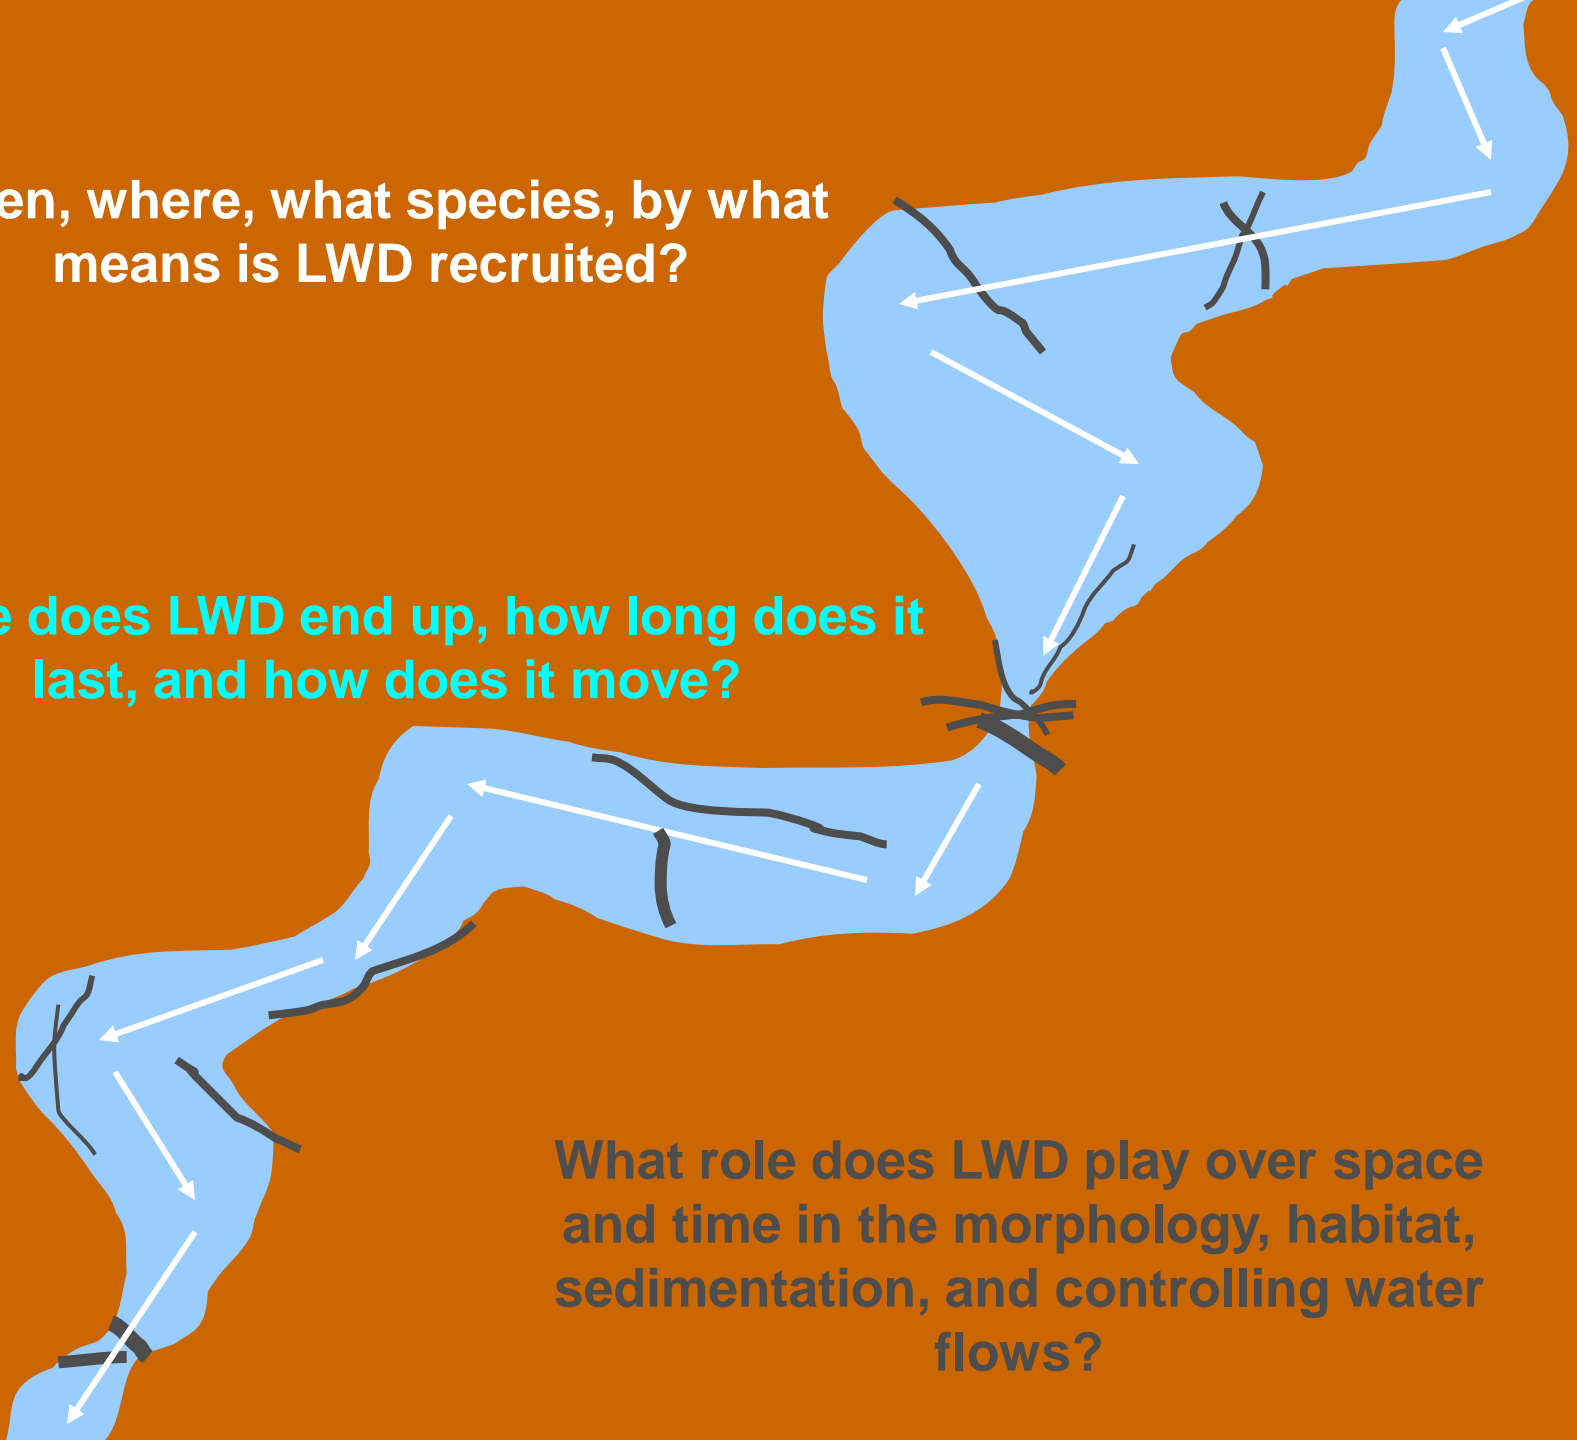 en, where, what species, by what
means is LWD recruited?
e does LWD end up, how long does it
last, and how does it move?
What role does LWD play over space
and time in the morphology, habitat,
sedimentation, and controlling water
flows?